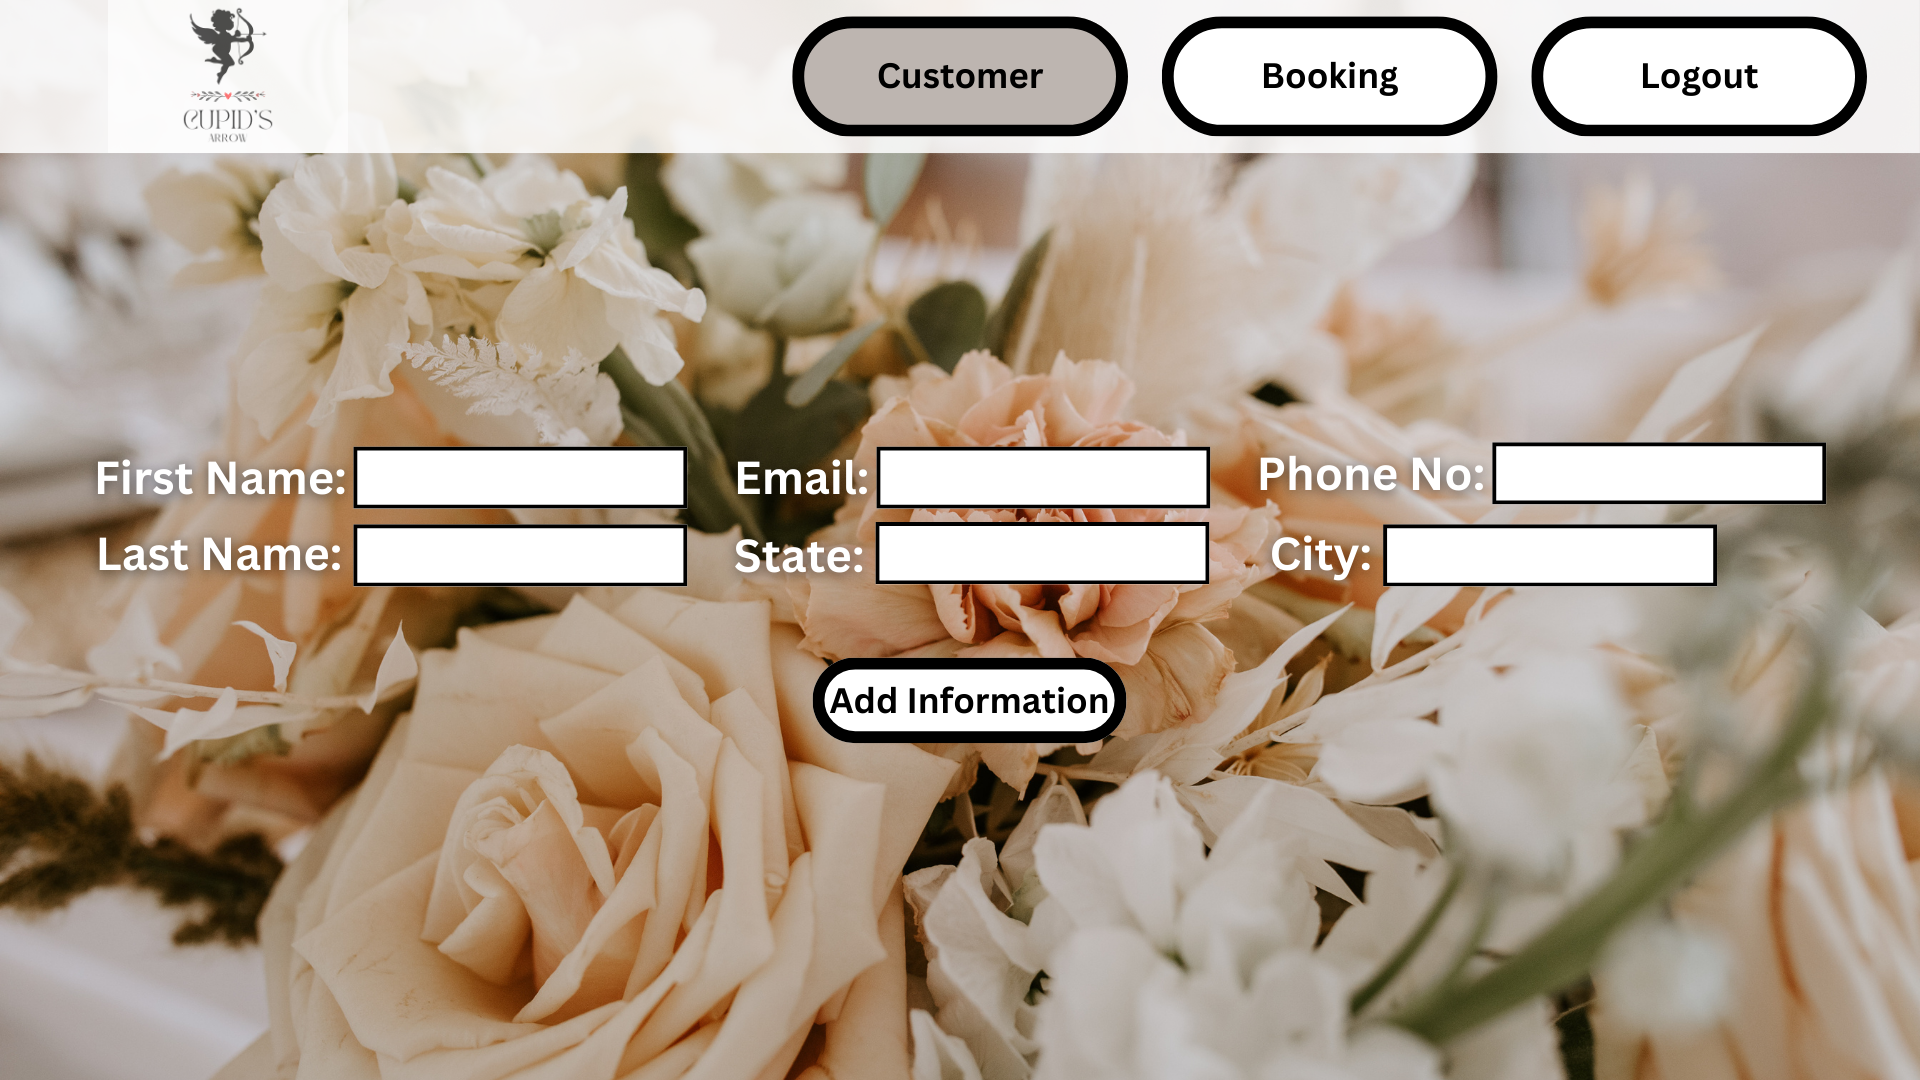 CUPID'S
ARROW
Customer
Booking
Logout
First Name:
Email:
Phone No:
Last Name:
State:
City:
Add Information